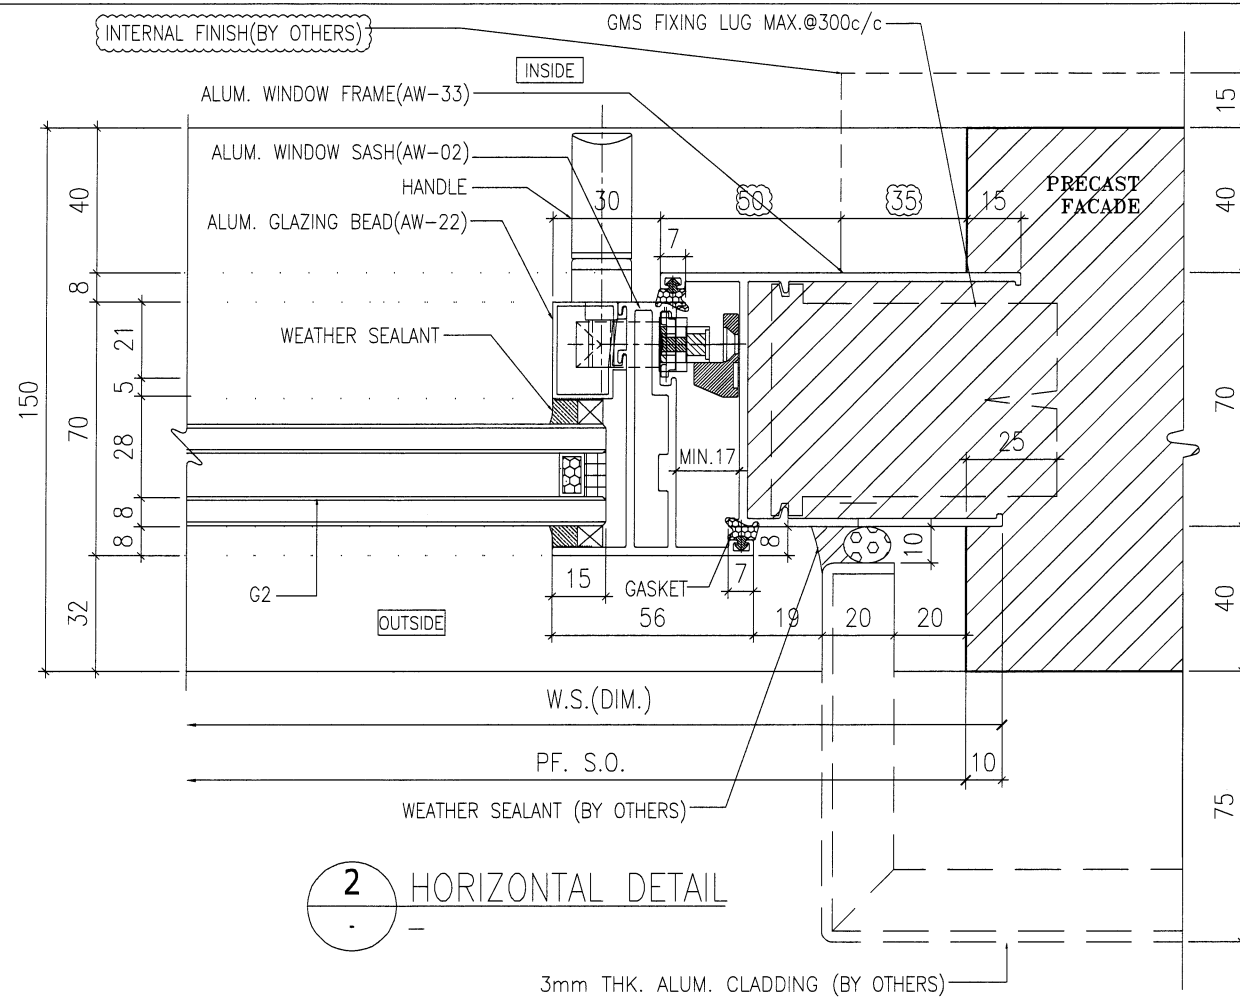 INTERNAL FINISH(BY OTHERS)
GMS FIXING LUG MAX.@300c/c
INSIDE
ALUM. WINDOW FRAME(AW-33)
15
ALUM. WINDOW SASH(AW-02)
PRECAST
FACADE
HANDLE
40
30
50
35
15
40
ALUM. GLAZING BEAD(AW-22)
7
8
WEATHER SEALANT
21
5
150
70
28
70
25
MIN.17
8
8
8
10
15
7
GASKET
G2
32
OUTSIDE
56
19
20
20
40
W.S.(DIM.)
PF. S.O.
10
WEATHER SEALANT (BY OTHERS)
75
2
HORIZONTAL DETAIL
-
-
3mm THK. ALUM. CLADDING (BY OTHERS)